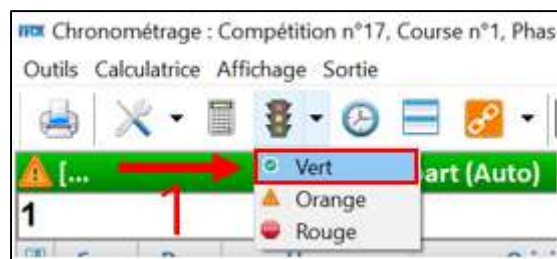 Chronométrage : Compétition n°17, Course n°1, Phas
Outils Calculatrice Affichage Sortie
[... art (Auto)
Vert
1
1
Orange
Rouge